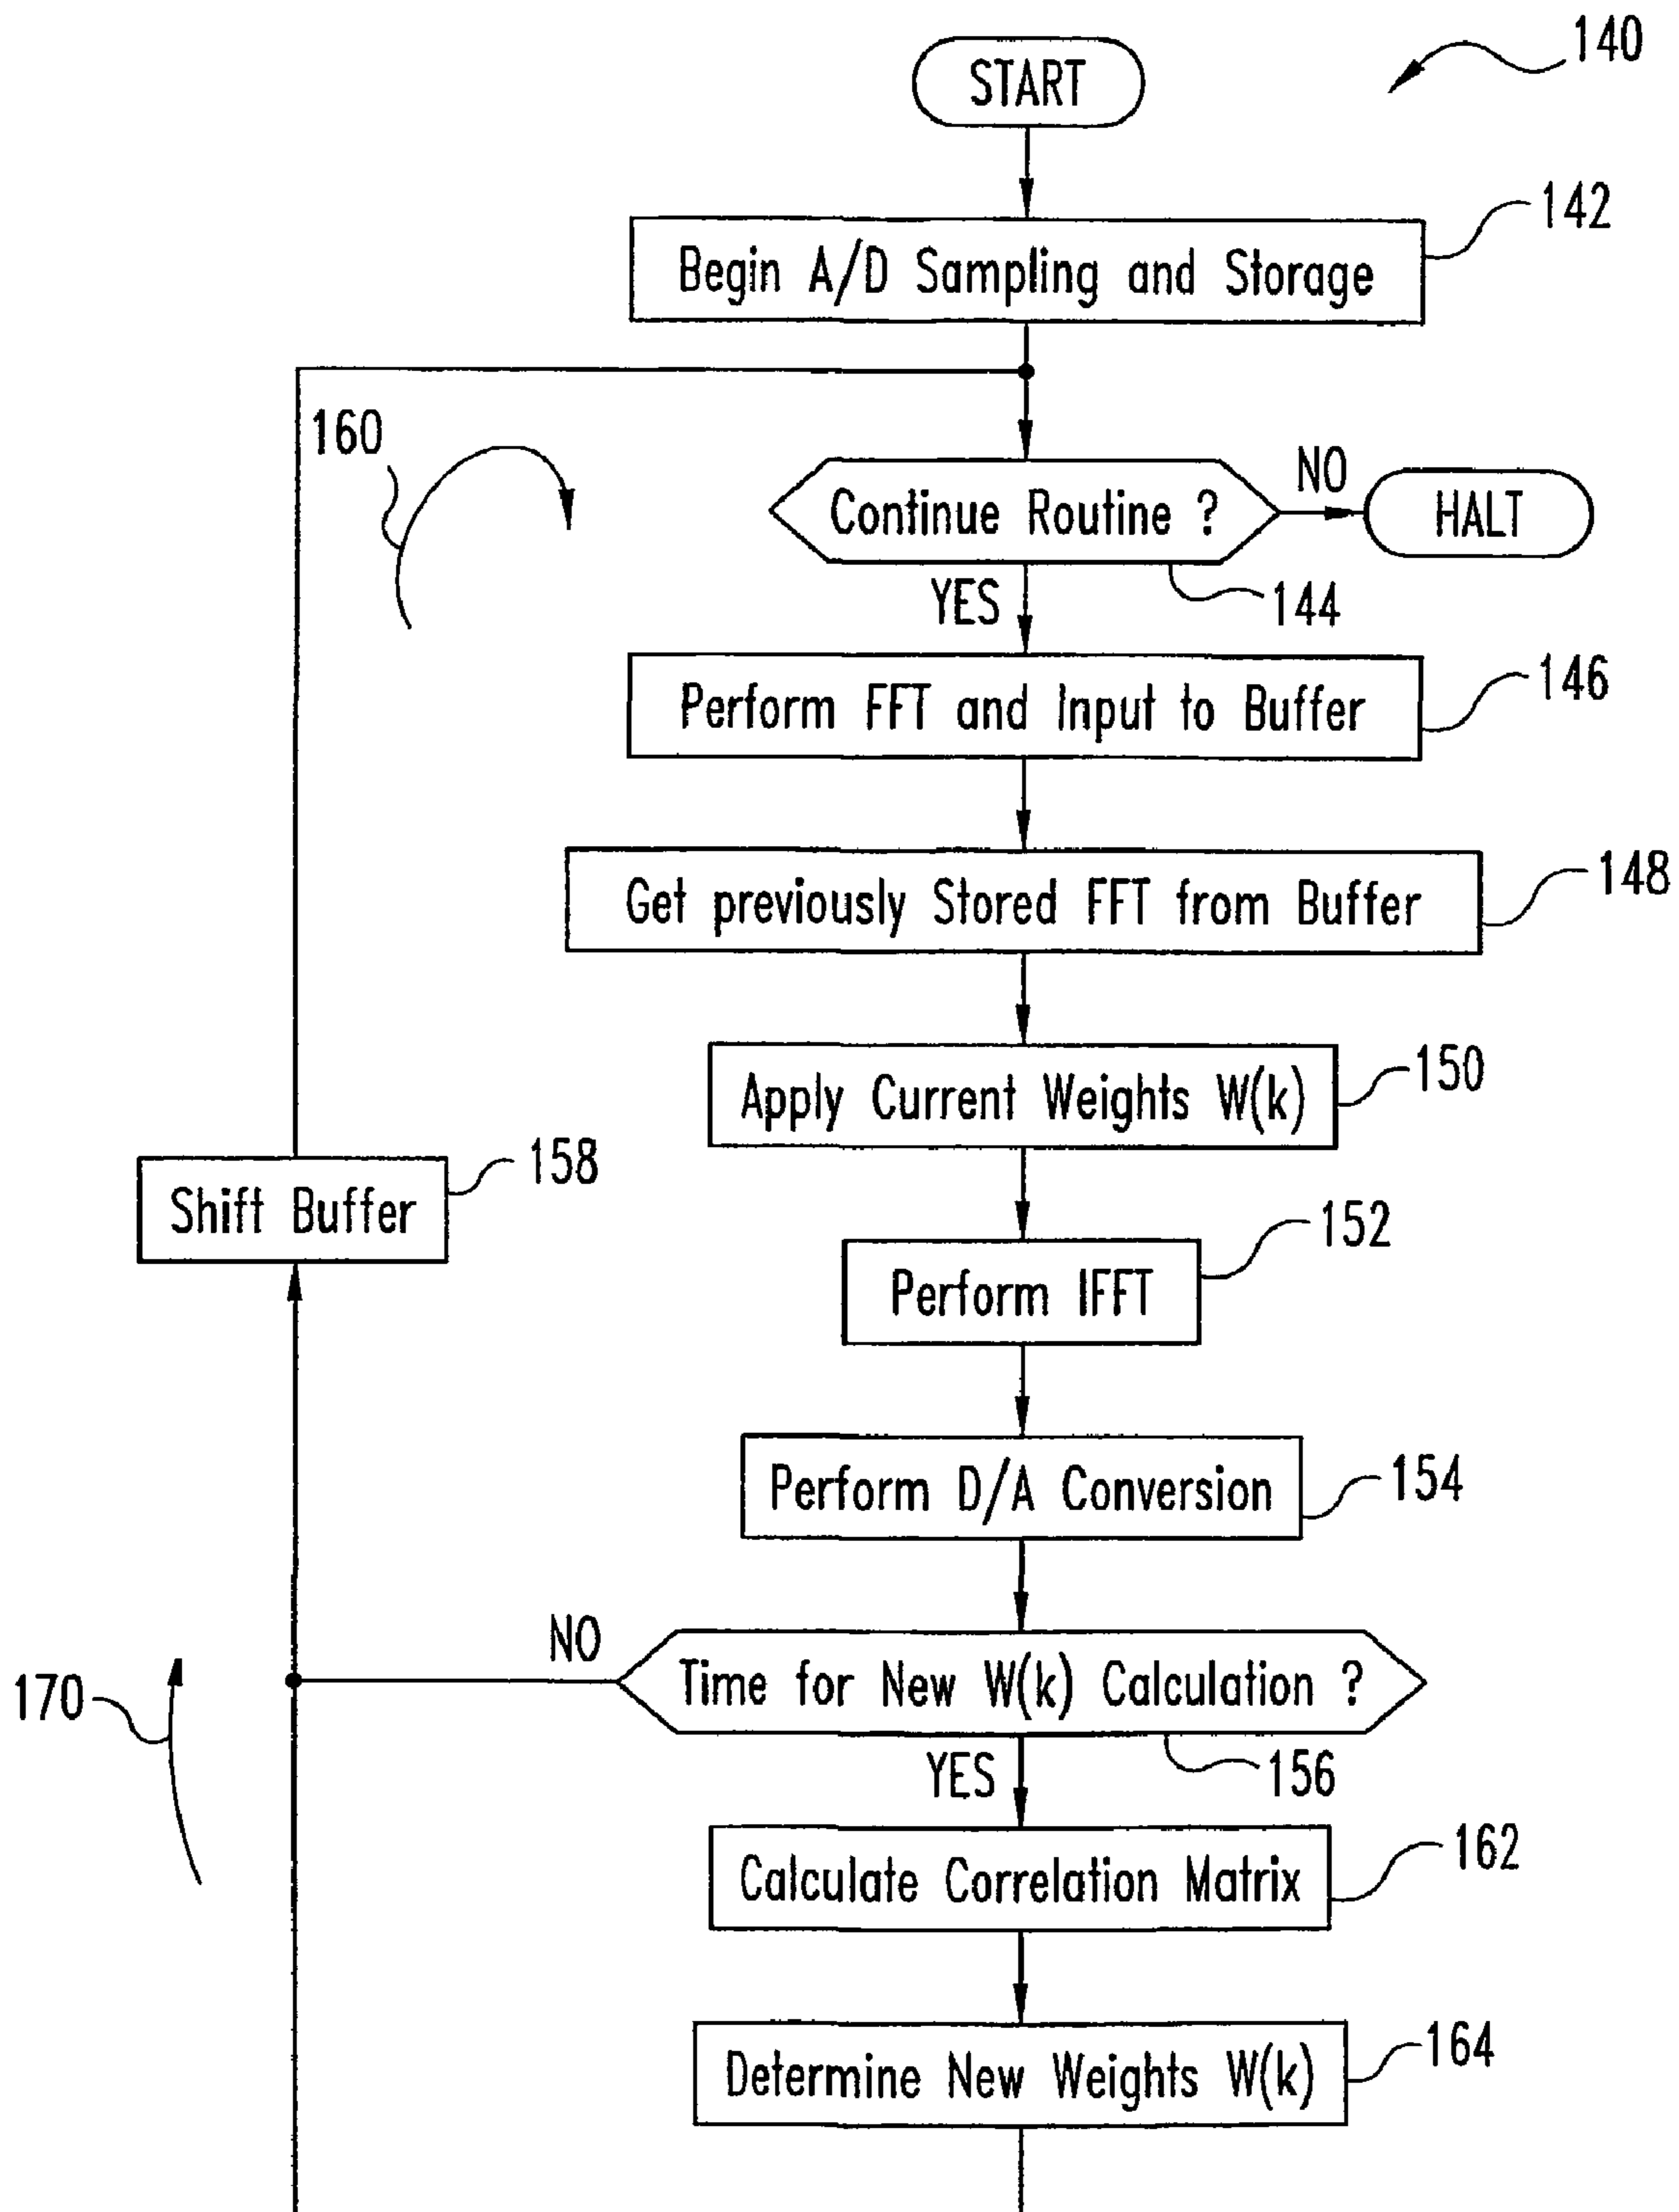 140
START
142
Begin A/D Sampling and Storage
160
Continue Routine ?
NO
HALT
YES
144
146
Perform FFT and Input to Buffer
148
Get previously Stored FFT from Buffer
150
Apply Current Weights W(k)
158
Shift Buffer
152
Perform IFFT
154
Perform D/A Conversion
NO
Time for New W(k) Calculation ?
170
YES
156
162
Calculate Correlation Matrix
164
Determine New Weights W(k)